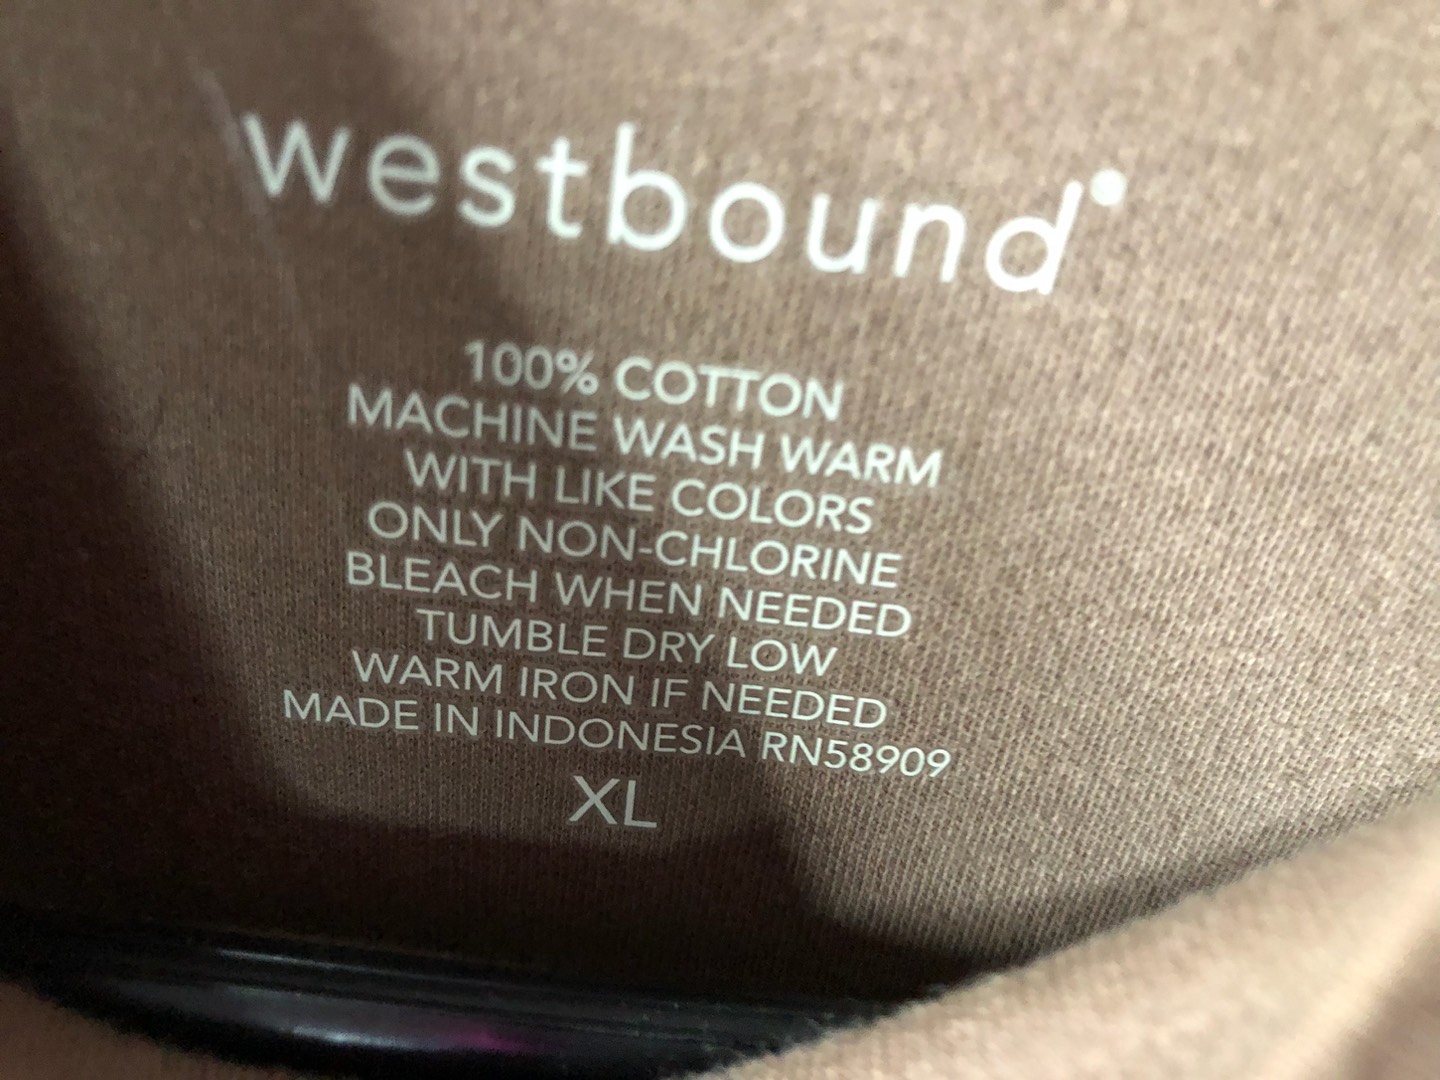 westbound
100% COTTON
MACHINE WASH WARM
WITH LIKE COLORS
ONLY NON-CHLORINE
BLEACH WHEN NEEDED
TUMBLE DRY LOW
WARM IRON IF NEEDED
MADE IN INDONESIA RN58909
XL